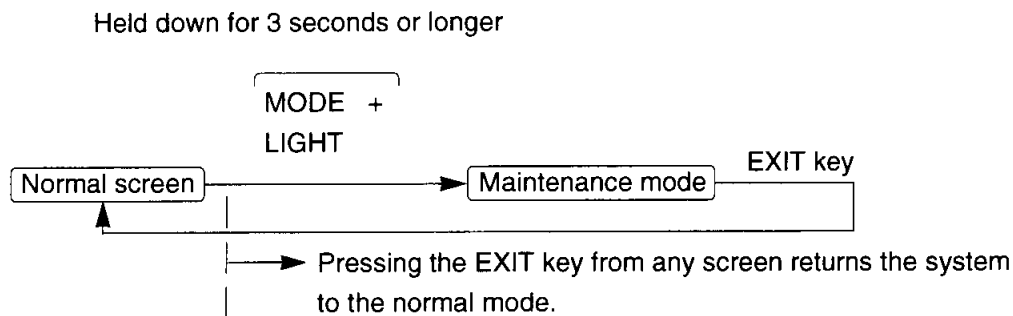 Held down for 3 seconds or longer
MODE +
LIGHT
Normal screen
Maintenance mode
EXIT key
Pressing the EXIT key from any screen returns the system
to the normal mode.